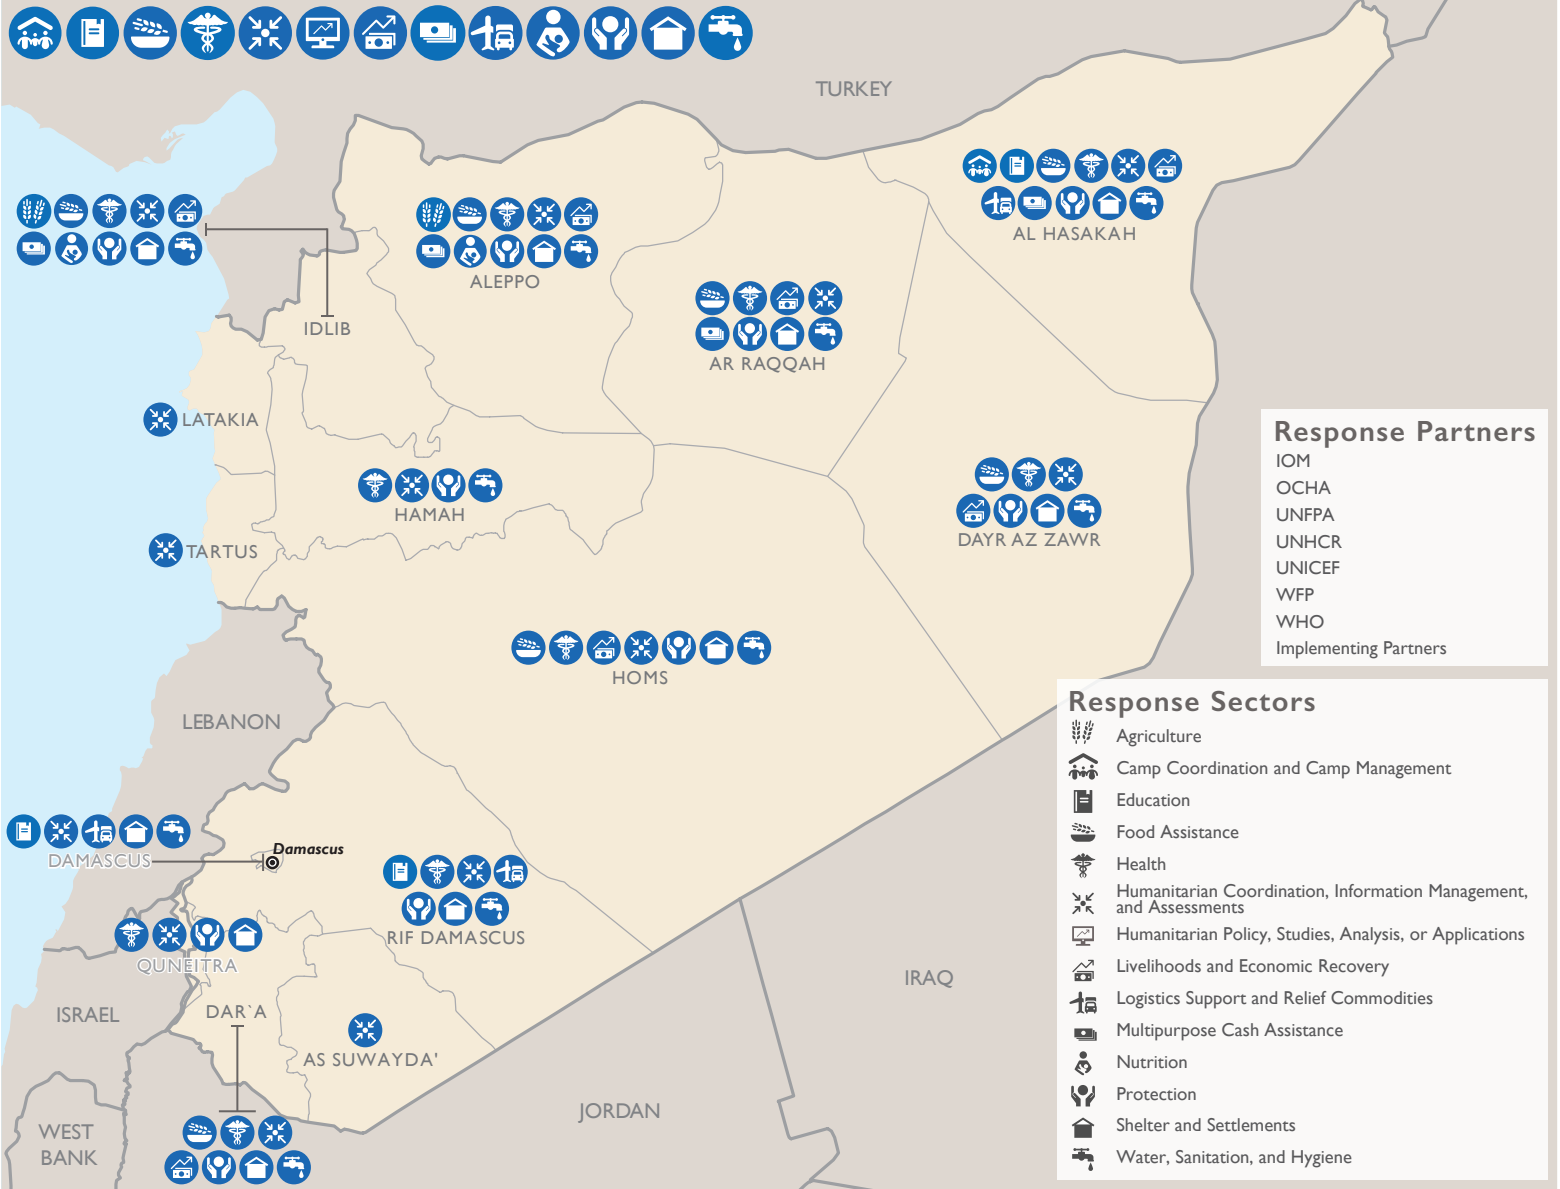 TURKEY
AL HASAKAH
ALEPPO
IDLIB
AR RAQQAH
LATAKIA
Response Partners
IOM
OCHA
UNFPA
UNHCR
UNICEF
WFP
WHO
Implementing Partners
HAMAH
DAYR AZ ZAWR
TARTUS
HOMS
LEBANON
Response Sectors
Agriculture
Camp Coordination and Camp Management
Education
Food Assistance
Health
Humanitarian Coordination, Information Management,
and Assessments
Humanitarian Policy, Studies, Analysis, or Applications
Livelihoods and Economic Recovery
Logistics Support and Relief Commodities
Multipurpose Cash Assistance
Nutrition
Protection
Shelter and Settlements
Water, Sanitation, and Hygiene
Damascus
DAMASCUS
RIF DAMASCUS
QUNEITRA
IRAQ
ISRAEL
DAR`A
AS SUWAYDA'
JORDAN
WEST
BANK